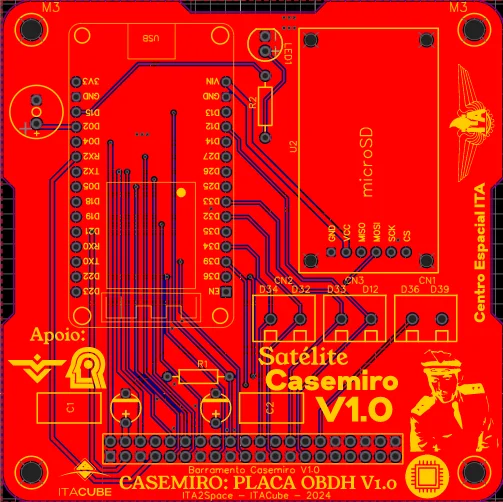 M3
M3
USB
LED1
3V3
GND
D15
D02
D04
RX2
TX2
D05
D18
D19
D21
RX0
TX0
D22
D23
VIN
GND
D13
D12
D14
D27
D26
D25
D33
D32
D35
D34
D39
D36
EN
R2
U2
microSD
GND
VCC
MISO
MOSI
SCK
CS
ITA
Centro Espacial ITA
CN2
CN3
CN1
D34
D32
D33
D12
D36
D39
Apoio:
R1
C1
C2
Satélite
Casemiro
V1.0
Barramento Casemiro V1.0
CASEMIRO: PLACA OBDH V1.0
ITACUBE
ITA2Space - ITACube - 2024